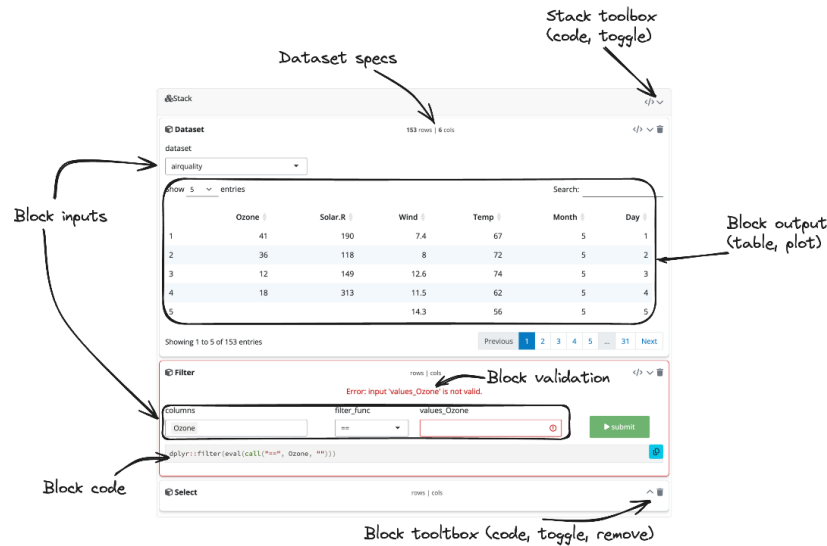 Stack toolbox
(code, toggle)
Dataset specs
Stack
</>
Dataset
153 rows | 6 cols
</>
dataset
airquality
Show 5 entries
Search:
Ozone Solar.R Wind Temp Month Day
1 41 190 7.4 67 5 1
2 36 118 8 72 5 2
3 12 149 12.6 74 5 3
4 18 313 11.5 62 5 4
5 14.3 56 5 5
Block inputs
Block output
(table, plot)
Showing 1 to 5 of 153 entries
Previous 1 2 3 4 5 ... 31 Next
Filter
rows | cols
</>
Block validation
Error: input 'values_Ozone' is not valid.
columns filter_func values_Ozone
Ozone == submit
dplyr::filter(eval(call("==", Ozone, "")))
Block code
Select
rows | cols
Block tooltbox (code, toggle, remove)